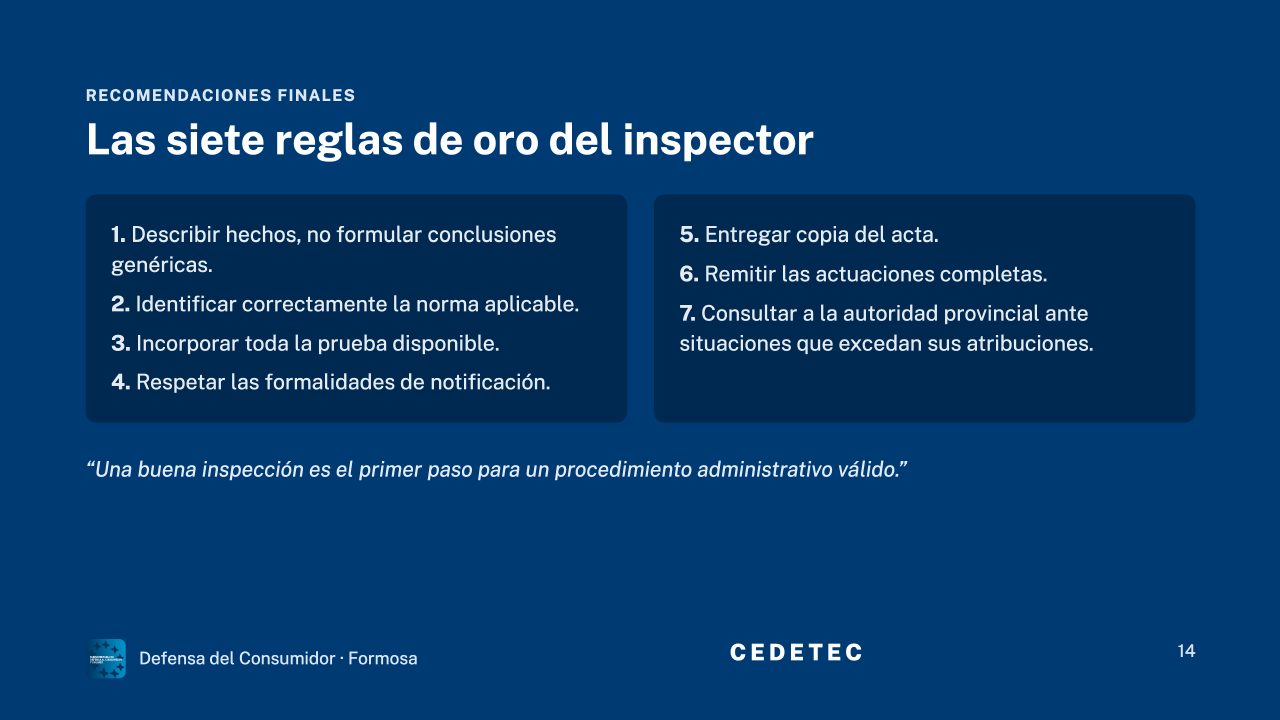 RECOMENDACIONES FINALES
Las siete reglas de oro del inspector
1. Describir hechos, no formular conclusiones
genéricas.
2. Identificar correctamente la norma aplicable.
3. Incorporar toda la prueba disponible.
4. Respetar las formalidades de notificación.
5. Entregar copia del acta.
6. Remitir las actuaciones completas.
7. Consultar a la autoridad provincial ante
situaciones que excedan sus atribuciones.
“Una buena inspección es el primer paso para un procedimiento administrativo válido.”
Defensa del Consumidor · Formosa
CEDETEC
14